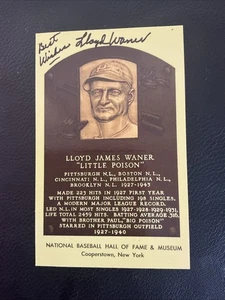 Best
Wishes Lloyd Waner
LLOYD JAMES WANER
"LITTLE POISON"
PITTSBURGH N.L., BOSTON N.L.,
CINCINNATI N.L., PHILADELPHIA N.L.,
BROOKLYN N.L. 1927-1945
MADE 223 HITS IN 1927 FIRST YEAR
WITH PITTSBURGH INCLUDING 198 SINGLES,
A MODERN MAJOR LEAGUE RECORD.
LED N.L. IN MOST SINGLES 1927-1928-1929-1931.
LIFE TOTAL 2459 HITS. BATTING AVERAGE .316.
WITH BROTHER PAUL, "BIG POISON"
STARRED IN PITTSBURGH OUTFIELD
1927-1940
NATIONAL BASEBALL HALL OF FAME & MUSEUM
Cooperstown, New York